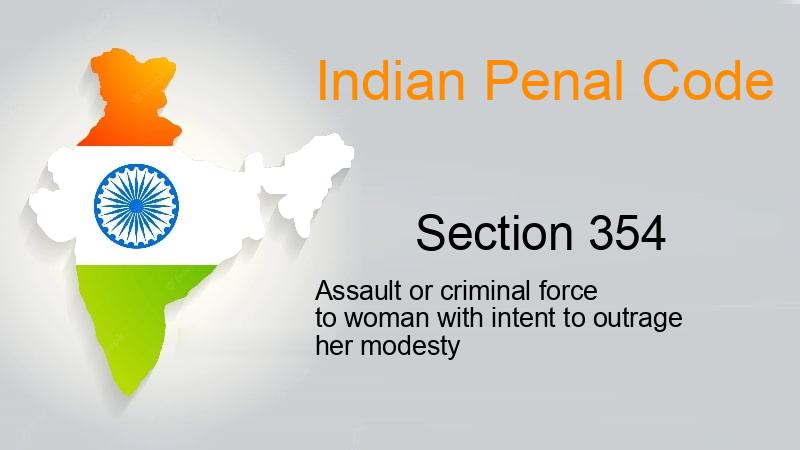 Indian Penal Code
Section 354
Assault or criminal force
to woman with intent to outrage
her modesty